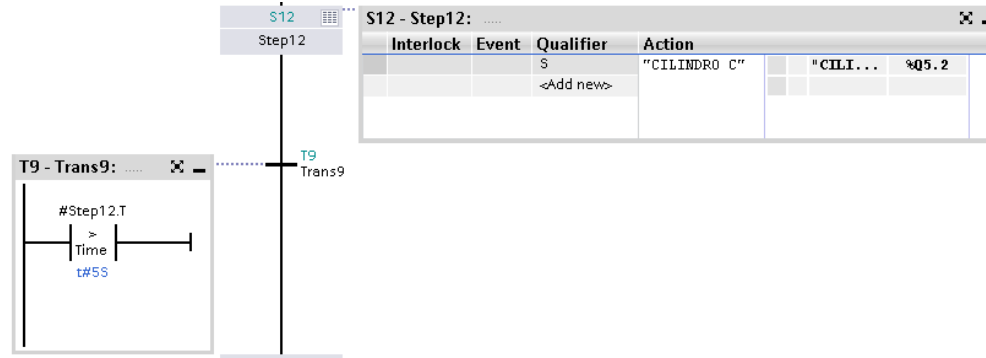 S12
Step12
S12 - Step12: .....
Interlock Event Qualifier Action
S "CILINDRO C" "CILI... %Q5.2
<Add new>
T9
Trans9
T9 - Trans9: .....
#Step12.T
>
Time
t#5S